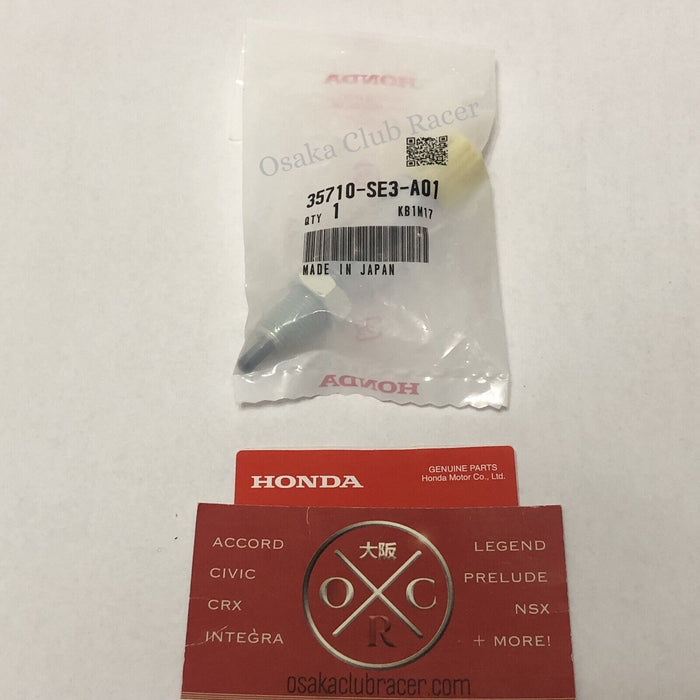 HONDA
Osaka Club Racer
35710-SE3-A01
QTY 1 KB1M17
MADE IN JAPAN
HONDA
HONDA
GENUINE PARTS
Honda Motor Co., Ltd.
ACCORD
CIVIC
CRX
INTEGRA
大阪
O C
R
LEGEND
PRELUDE
NSX
+ MORE!
osakaclubracer.com